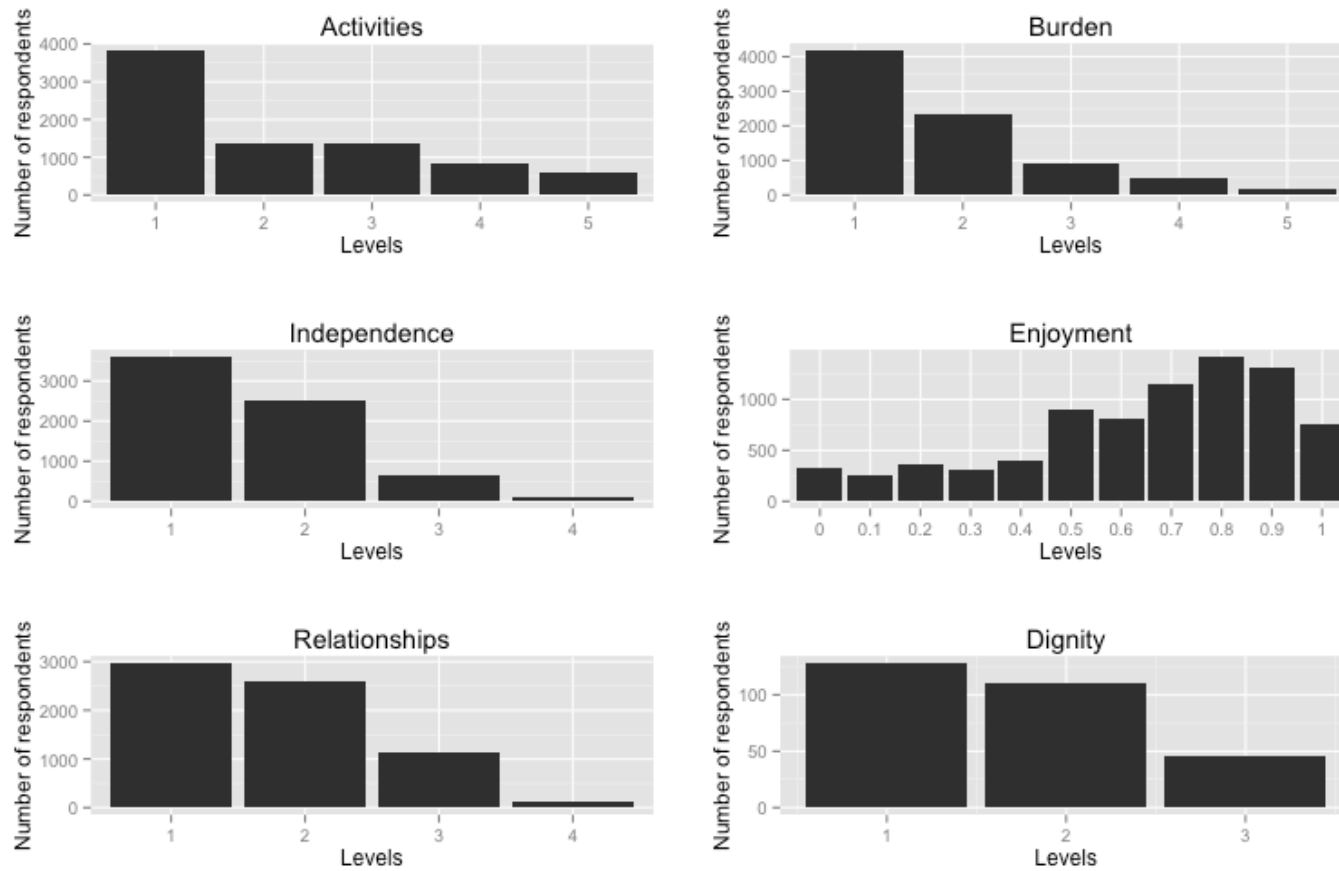 Activities
Number of respondents
4000
3000
2000
1000
0
1 2 3 4 5
Levels
Burden
Number of respondents
4000
3000
2000
1000
0
1 2 3 4 5
Levels
Independence
Number of respondents
3000
2000
1000
0
1 2 3 4
Levels
Enjoyment
Number of respondents
1000
500
0
0 0.1 0.2 0.3 0.4 0.5 0.6 0.7 0.8 0.9 1
Levels
Relationships
Number of respondents
3000
2000
1000
0
1 2 3 4
Levels
Dignity
Number of respondents
100
50
0
1 2 3
Levels